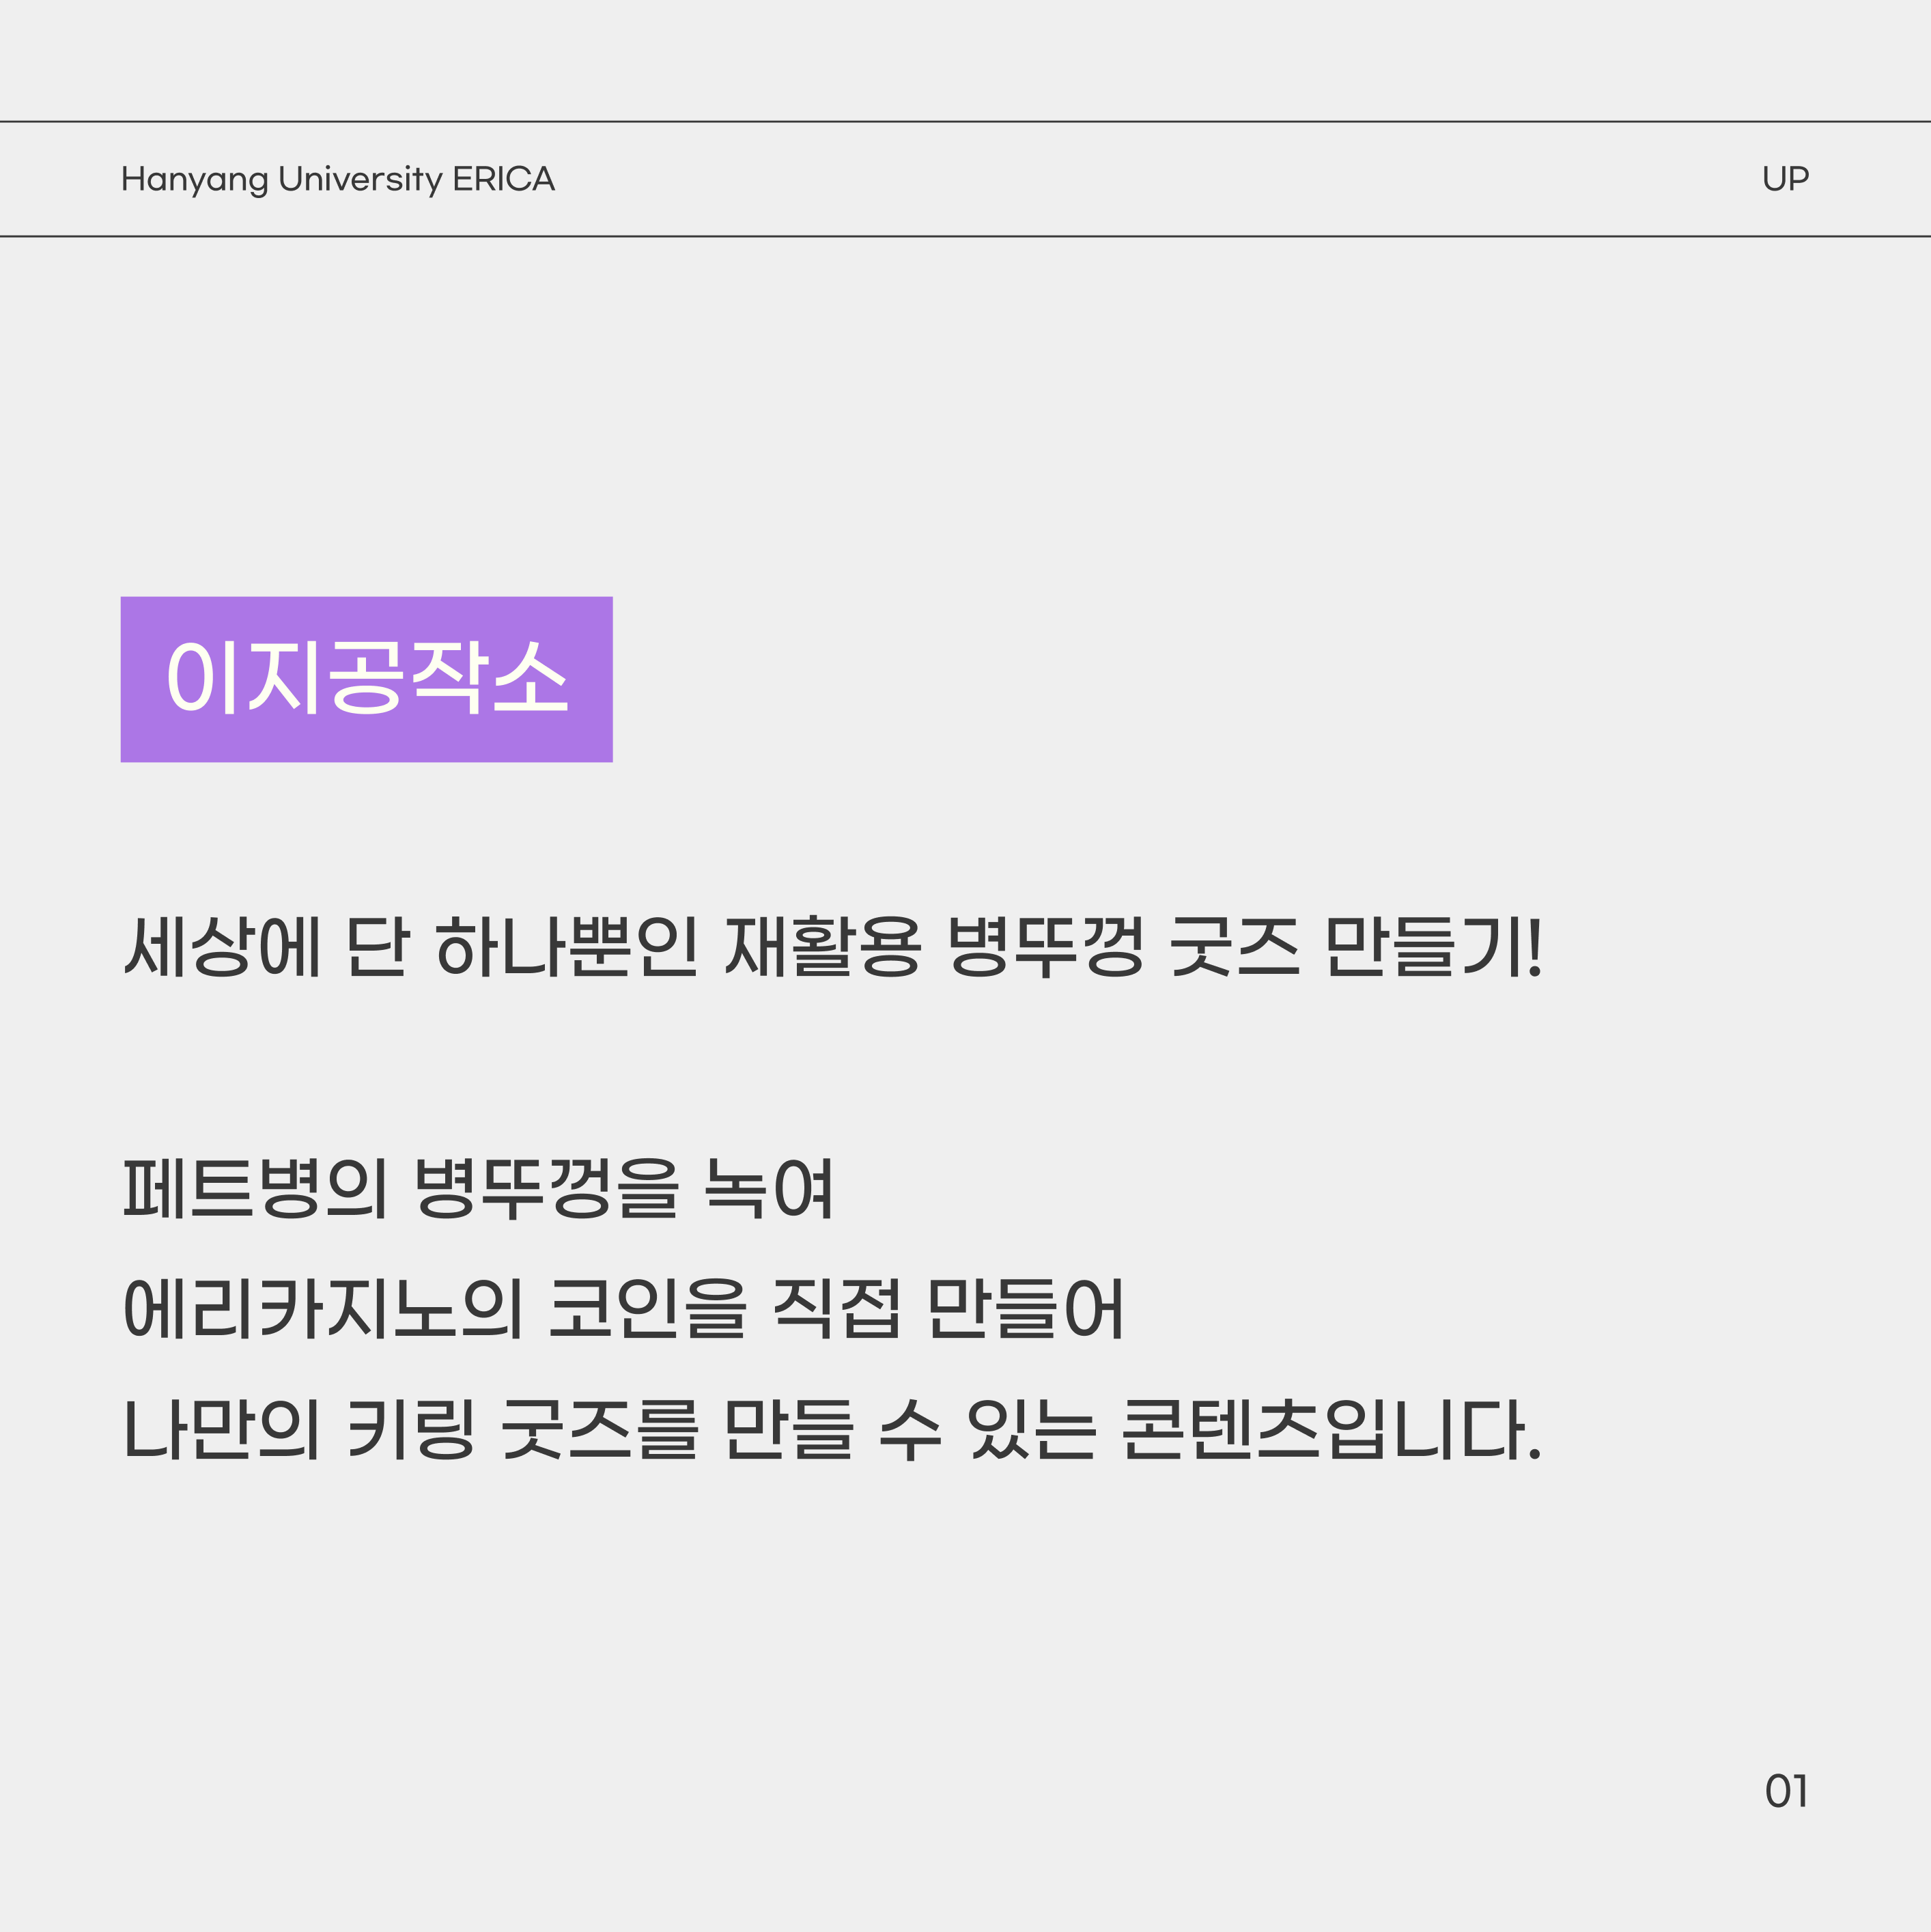 Hanyang University ERICA
UP
이지공작소
세상에 단 하나뿐인 재활용 병뚜껑 굿즈 만들기!
페트병의 병뚜껑을 녹여
에리카지노의 코인을 직접 만들어
나만의 키링 굿즈를 만들 수 있는 컨텐츠입니다.
01